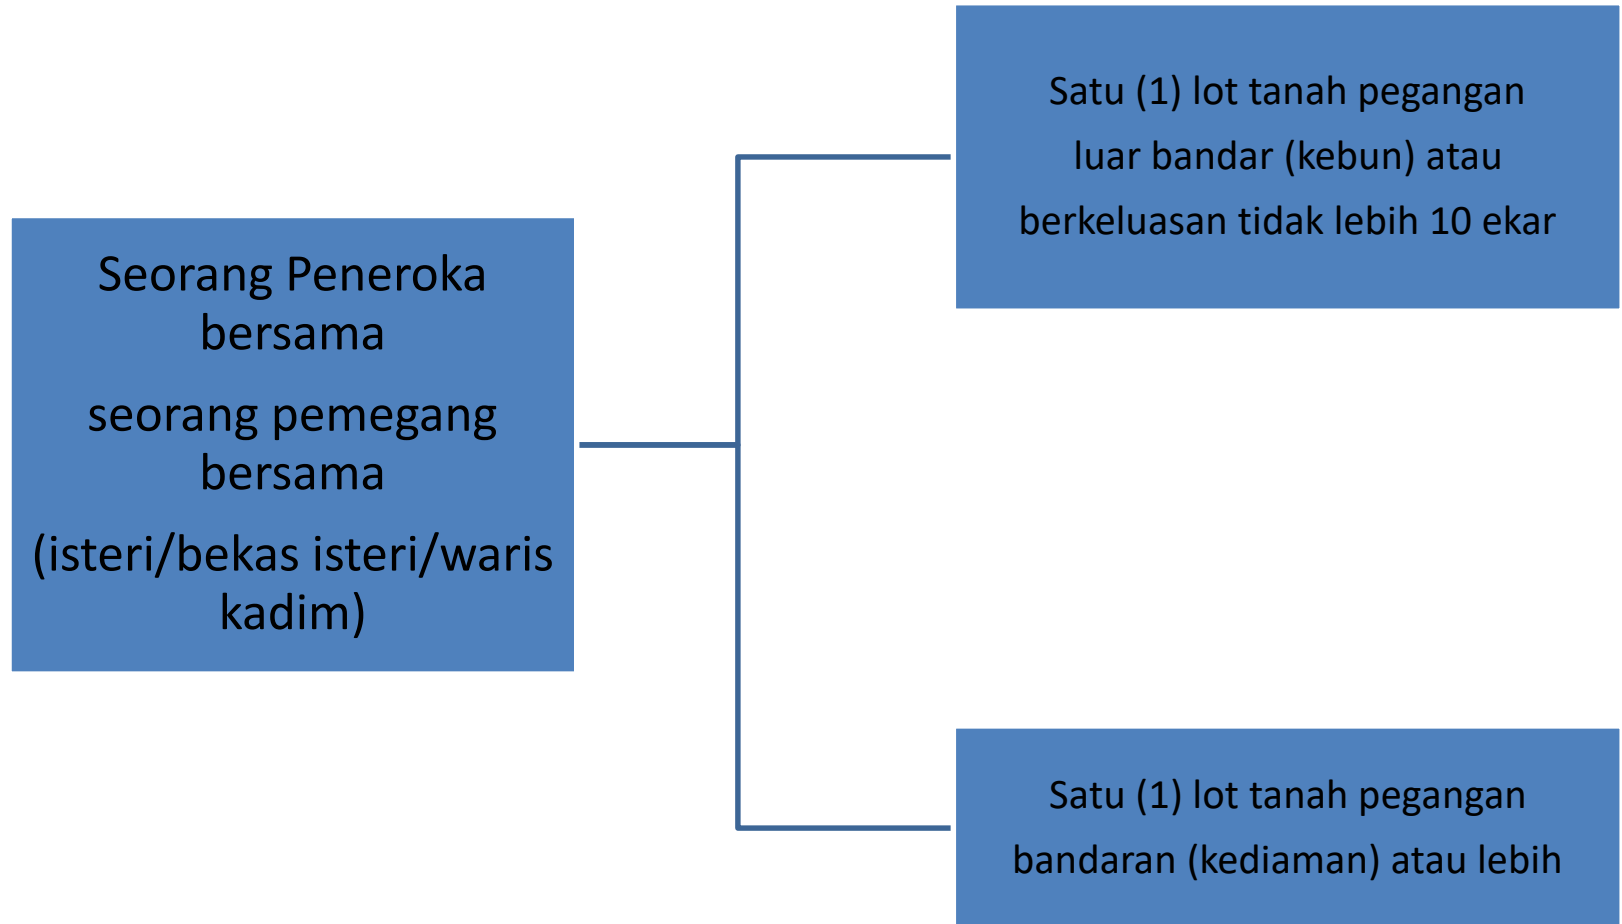 Seorang Peneroka
bersama
seorang pemegang
bersama
(isteri/bekas isteri/waris
kadim)
Satu (1) lot tanah pegangan
luar bandar (kebun) atau
berkeluasan tidak lebih 10 ekar
Satu (1) lot tanah pegangan
bandaran (kediaman) atau lebih